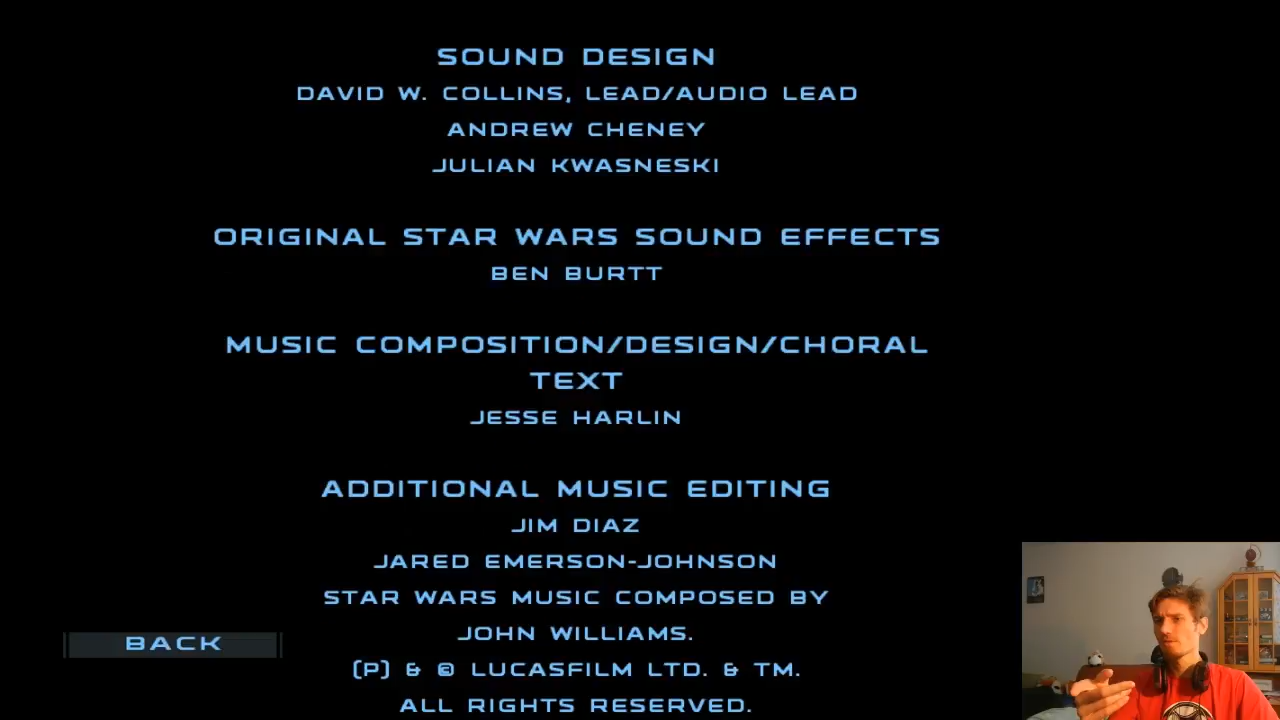 SOUND DESIGN
DAVID W. COLLINS, LEAD/AUDIO LEAD
ANDREW CHENEY
JULIAN KWASNESKI
ORIGINAL STAR WARS SOUND EFFECTS
BEN BURTT
MUSIC COMPOSITION/DESIGN/CHORAL
TEXT
JESSE HARLIN
ADDITIONAL MUSIC EDITING
JIM DIAZ
JARED EMERSON-JOHNSON
STAR WARS MUSIC COMPOSED BY
JOHN WILLIAMS.
(P) & © LUCASFILM LTD. & TM.
ALL RIGHTS RESERVED.
BACK